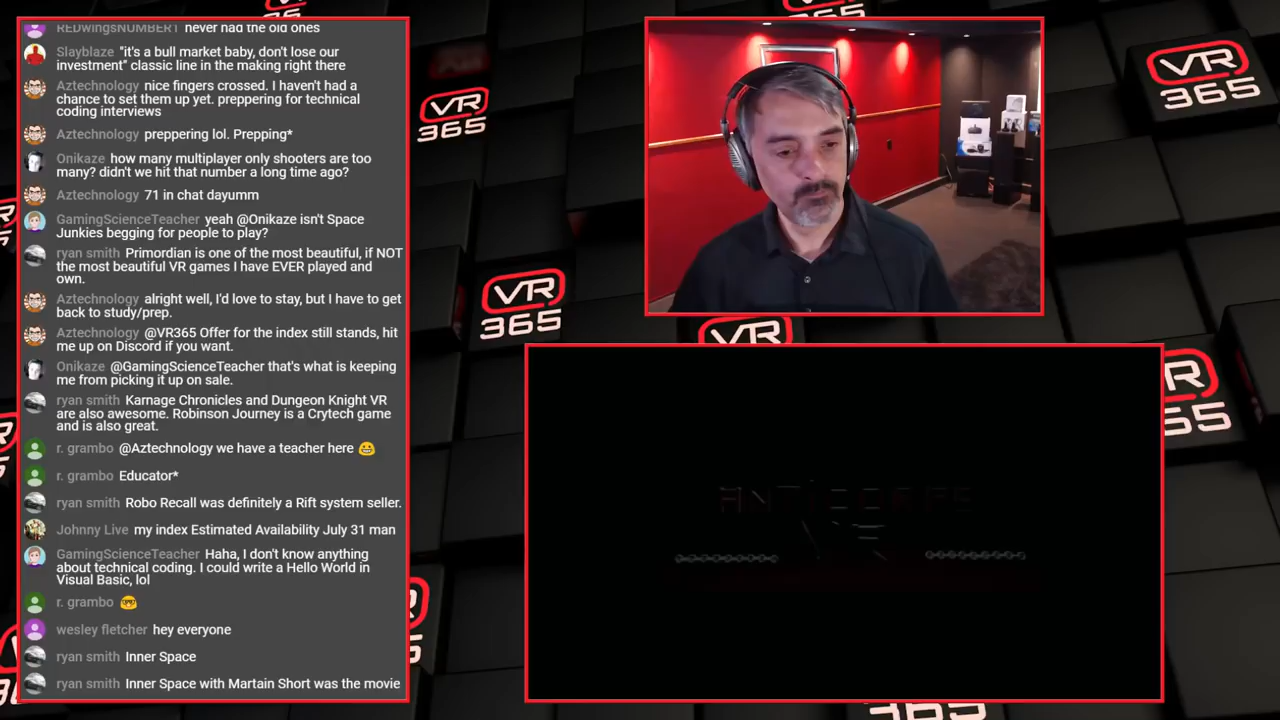 REDwingsNUMBER1 never had the old ones
Slayblaze "it's a bull market baby, don't lose our
investment" classic line in the making right there
Aztechnology nice fingers crossed. I haven't had a
chance to set them up yet. preppering for technical
coding interviews
Aztechnology preppering lol. Prepping*
Onikaze how many multiplayer only shooters are too
many? didn't we hit that number a long time ago?
Aztechnology 71 in chat dayumm
GamingScienceTeacher yeah @Onikaze isn't Space
Junkies begging for people to play?
ryan smith Primordian is one of the most beautiful, if NOT
the most beautiful VR games I have EVER played and
own.
Aztechnology alright well, I'd love to stay, but I have to get
back to study/prep.
Aztechnology @VR365 Offer for the index still stands, hit
me up on Discord if you want.
Onikaze @GamingScienceTeacher that's what is keeping
me from picking it up on sale.
ryan smith Karnage Chronicles and Dungeon Knight VR
are also awesome. Robinson Journey is a Crytech game
and is also great.
r. grambo @Aztechnology we have a teacher here 😬
r. grambo Educator*
ryan smith Robo Recall was definitely a Rift system seller.
Johnny Live my index Estimated Availability July 31 man
GamingScienceTeacher Haha, I don't know anything
about technical coding. I could write a Hello World in
Visual Basic, lol
r. grambo 🤓
wesley fletcher hey everyone
ryan smith Inner Space
ryan smith Inner Space with Martain Short was the movie
VR
365
VR
365
VR
365
VR
R
65
365
ANTICORPS